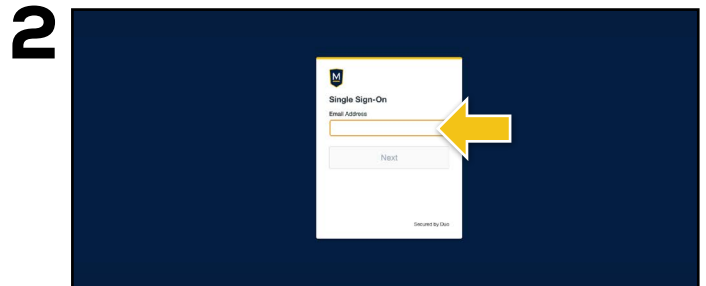 2
M
Single Sign-On
Email Address
Next
Secured by Duo